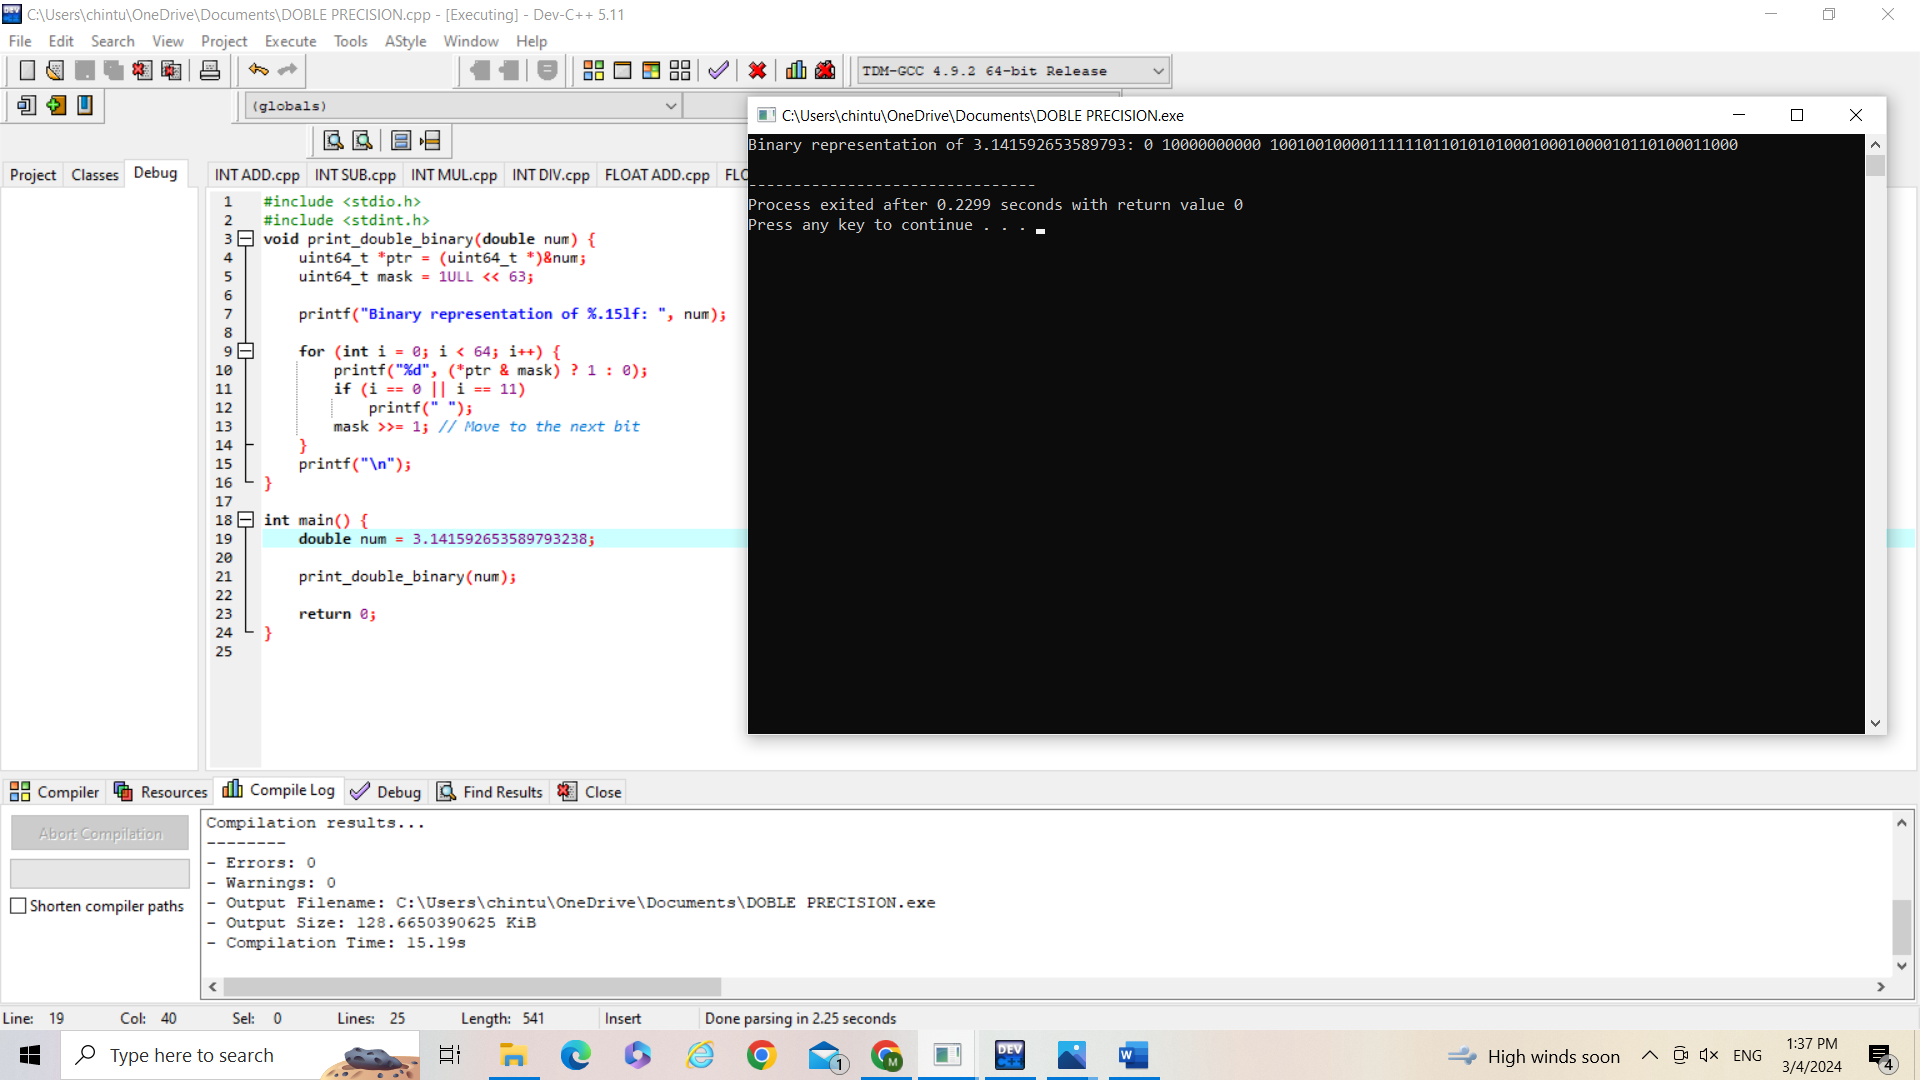 C:\Users\chintu\OneDrive\Documents\DOBLE PRECISION.cpp - [Executing] - Dev-C++ 5.11
File Edit Search View Project Execute Tools AStyle Window Help
TDM-GCC 4.9.2 64-bit Release
(globals)
Project Classes Debug
INT ADD.cpp INT SUB.cpp INT MUL.cpp INT DIV.cpp FLOAT ADD.cpp FLO
1 #include <stdio.h>
2 #include <stdint.h>
3 void print_double_binary(double num) {
4 uint64_t *ptr = (uint64_t *)&num;
5 uint64_t mask = 1ULL << 63;
6
7 printf("Binary representation of %.15lf: ", num);
8
9 for (int i = 0; i < 64; i++) {
10 printf("%d", (*ptr & mask) ? 1 : 0);
11 if (i == 0 || i == 11)
12 printf(" ");
13 mask >>= 1; // Move to the next bit
14 }
15 printf("\n");
16 }
17
18 int main() {
19 double num = 3.141592653589793238;
20
21 print_double_binary(num);
22
23 return 0;
24 }
25
C:\Users\chintu\OneDrive\Documents\DOBLE PRECISION.exe
Binary representation of 3.141592653589793: 0 10000000000 1001001000011111101101010100010001000010110100011000
--------------------------------
Process exited after 0.2299 seconds with return value 0
Press any key to continue . . .
Compiler Resources Compile Log Debug Find Results Close
Abort Compilation
Shorten compiler paths
Compilation results...
--------
- Errors: 0
- Warnings: 0
- Output Filename: C:\Users\chintu\OneDrive\Documents\DOBLE PRECISION.exe
- Output Size: 128.6650390625 KiB
- Compilation Time: 15.19s
Line: 19 Col: 40 Sel: 0 Lines: 25 Length: 541 Insert Done parsing in 2.25 seconds
Type here to search
1
M
DEV C++
W
High winds soon
ENG
1:37 PM
3/4/2024
4